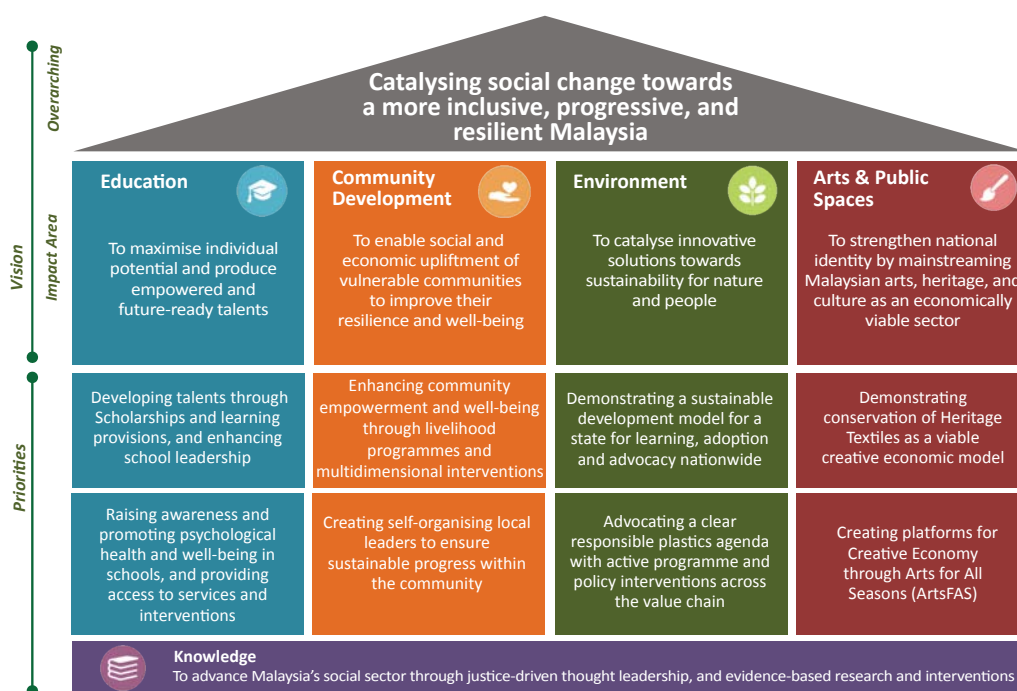 Overarching
Catalysing social change towards
a more inclusive, progressive, and
resilient Malaysia
Vision
Impact Area
Education
To maximise individual
potential and produce
empowered and
future-ready talents
Community
Development
To enable social and
economic upliftment of
vulnerable communities
to improve their
resilience and well-being
Environment
To catalyse innovative
solutions towards
sustainability for nature
and people
Arts & Public
Spaces
To strengthen national
identity by mainstreaming
Malaysian arts, heritage, and
culture as an economically
viable sector
Priorities
Developing talents through
Scholarships and learning
provisions, and enhancing
school leadership
Enhancing community
empowerment and well-being
through livelihood
programmes and
multidimensional interventions
Demonstrating a sustainable
development model for a
state for learning, adoption
and advocacy nationwide
Demonstrating
conservation of Heritage
Textiles as a viable
creative economic model
Raising awareness and
promoting psychological
health and well-being in
schools, and providing
access to services and
interventions
Creating self-organising local
leaders to ensure
sustainable progress within
the community
Advocating a clear
responsible plastics agenda
with active programme and
policy interventions across
the value chain
Creating platforms for
Creative Economy
through Arts for All
Seasons (ArtsFAS)
Knowledge
To advance Malaysia's social sector through justice-driven thought leadership, and evidence-based research and interventions